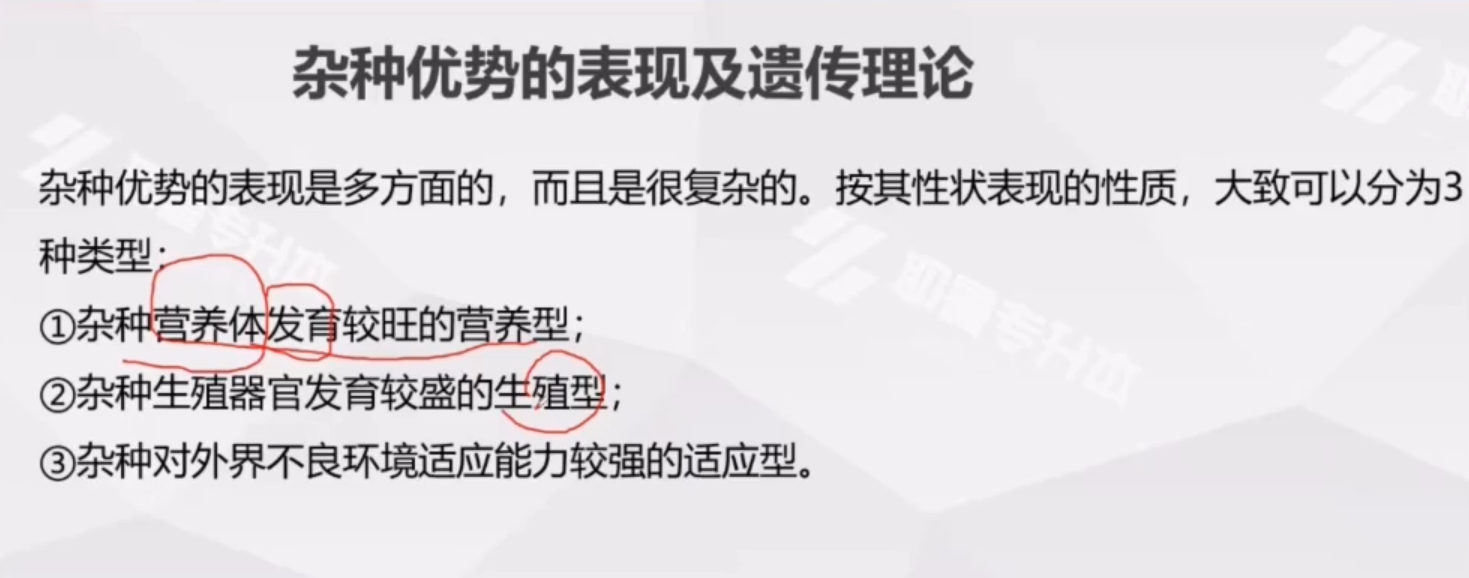 杂种优势的表现及遗传理论
杂种优势的表现是多方面的，而且是很复杂的。按其性状表现的性质，大致可以分为3
种类型：
①杂种营养体发育较旺的营养型；
②杂种生殖器官发育较盛的生殖型；
③杂种对外界不良环境适应能力较强的适应型。